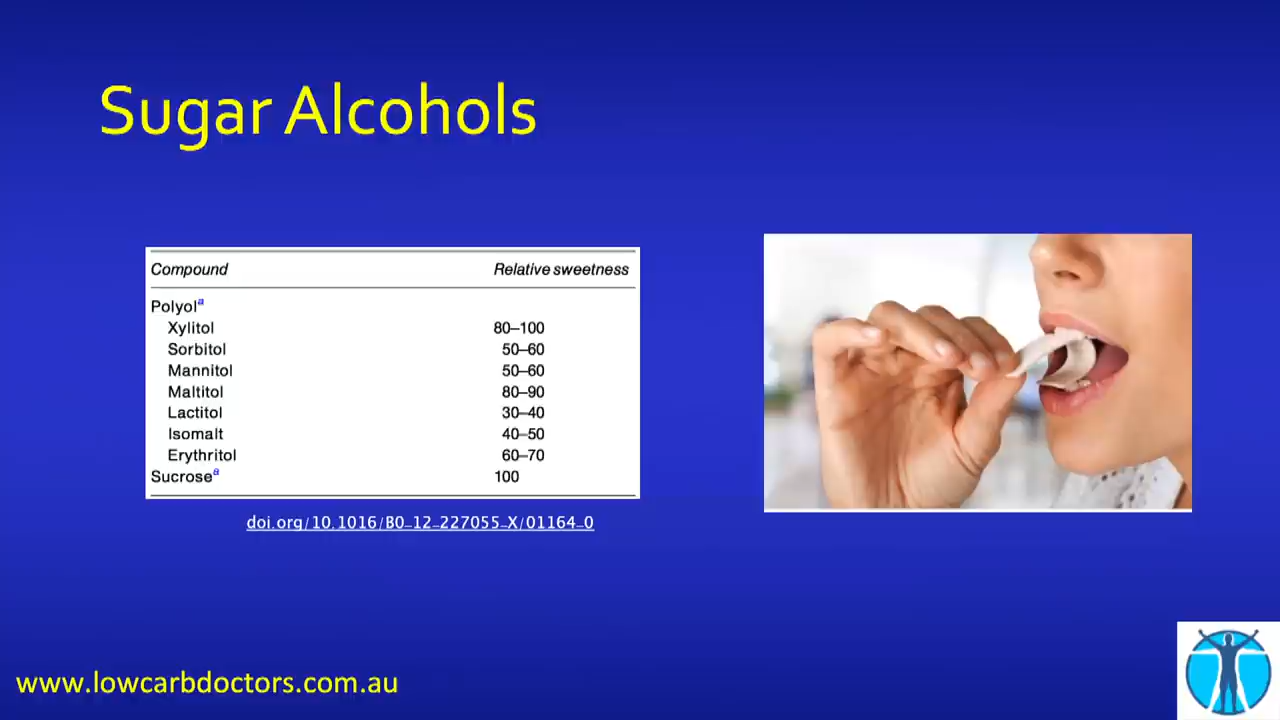 Sugar Alcohols
Compound Relative sweetness
Polyolᵃ
Xylitol 80–100
Sorbitol 50–60
Mannitol 50–60
Maltitol 80–90
Lactitol 30–40
Isomalt 40–50
Erythritol 60–70
Sucroseᵃ 100
doi.org/10.1016/B0-12-227055-X/01164-0
www.lowcarbdoctors.com.au